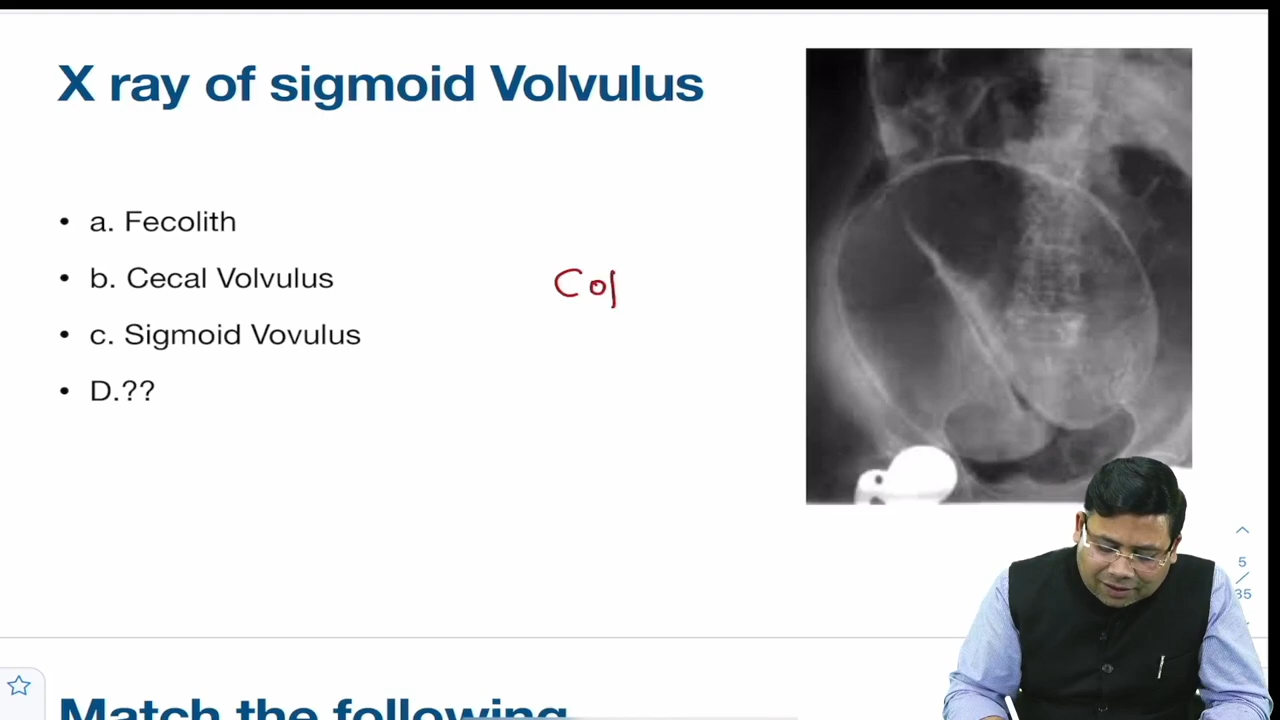 X ray of sigmoid Volvulus
• a. Fecolith
• b. Cecal Volvulus
• c. Sigmoid Vovulus
• D.??
Col
5
35
Match the following